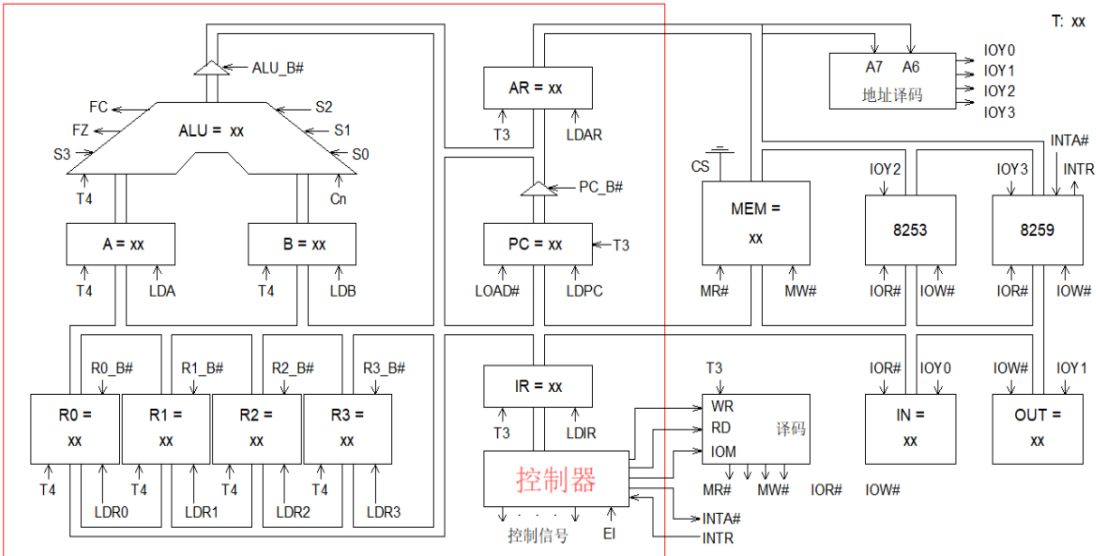 T: xx
ALU_B#
AR = xx
A7 A6
地址译码
IOY0
IOY1
IOY2
IOY3
FC
FZ
S3
ALU = xx
S2
S1
S0
T3 LDAR
T4 Cn
PC_B#
CS
MEM =
xx
IOY2
8253
IOY3
INTA#
INTR
8259
A = xx
B = xx
PC = xx
T3
T4 LDA
T4 LDB
LOAD# LDPC
MR# MW#
IOR# IOW#
IOR# IOW#
R0_B# R1_B# R2_B# R3_B#
R0 =
xx
R1 =
xx
R2 =
xx
R3 =
xx
T4 T4 T4 T4
LDR0 LDR1 LDR2 LDR3
IR = xx
T3 LDIR
控制器
控制信号
EI
T3
WR
RD
IOM
译码
MR# MW# IOR# IOW#
INTA#
INTR
IOR# IOY0
IN =
xx
IOW# IOY1
OUT =
xx